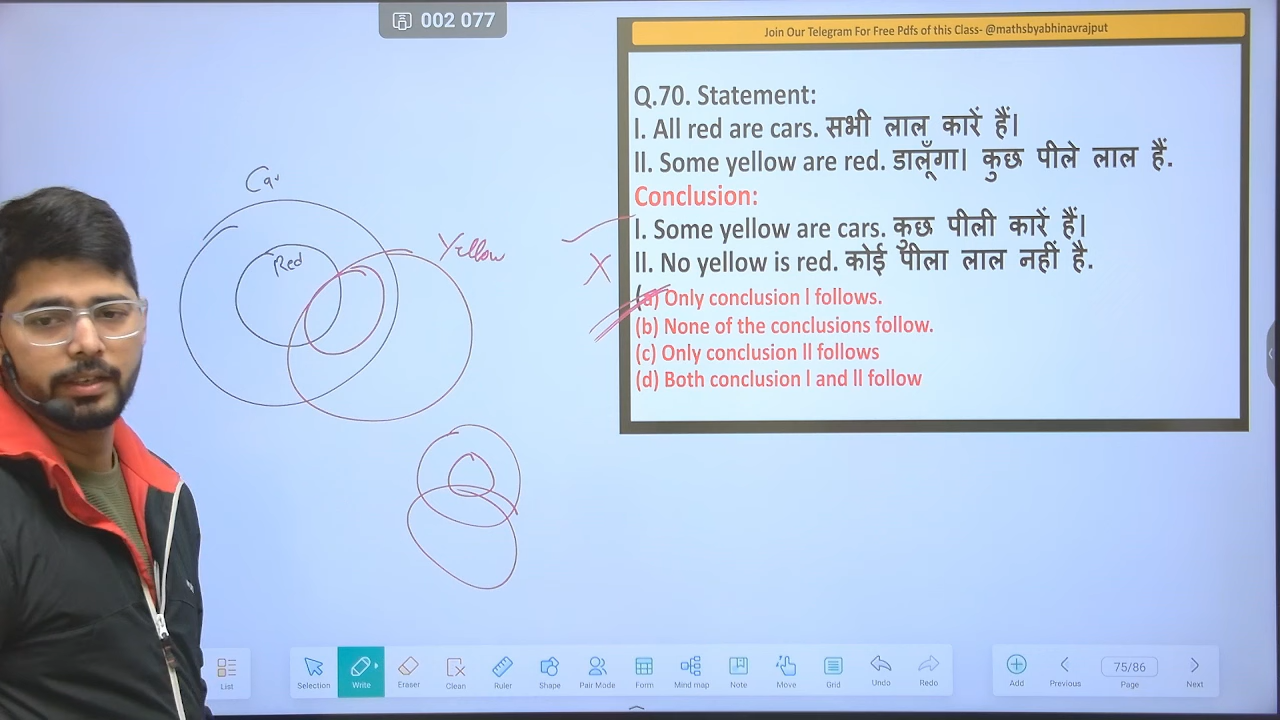 002 077
Join Our Telegram For Free Pdfs of this Class- @mathsbyabhinavrajput
Q.70. Statement:
I. All red are cars. सभी लाल कारें हैं।
II. Some yellow are red. डालूँगा। कुछ पीले लाल हैं.
Conclusion:
I. Some yellow are cars. कुछ पीली कारें हैं।
II. No yellow is red. कोई पीला लाल नहीं है.
(a) Only conclusion I follows.
(b) None of the conclusions follow.
(c) Only conclusion II follows
(d) Both conclusion I and II follow
Car
Red
Yellow
List
Selection
Write
Eraser
Clean
Ruler
Shape
Pair Mode
Form
Mind map
Note
Move
Grid
Undo
Redo
Add
Previous
75/86
Page
Next